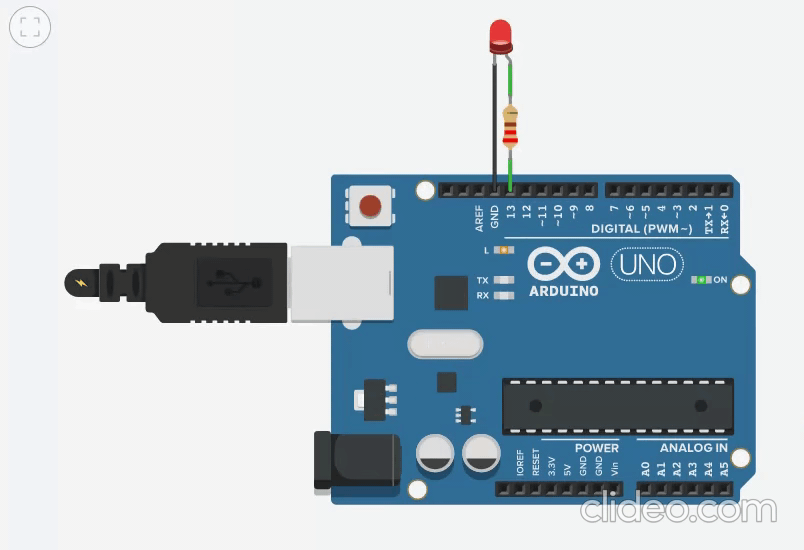 AREF
GND
13
12
~11
~10
~9
8
7
~6
~5
4
~3
2
TX→1
RX←0
DIGITAL (PWM~)
L
TX
RX
ARDUINO
UNO
ON
POWER
ANALOG IN
IOREF
RESET
3.3V
5V
GND
GND
Vin
A0
A1
A2
A3
A4
A5
clideo.com